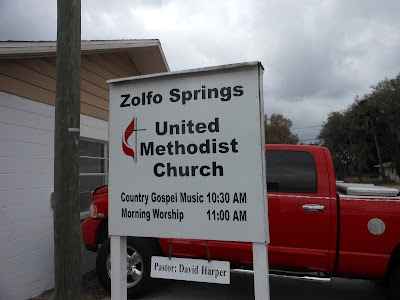 Zolfo Springs
United
Methodist
Church
Country Gospel Music 10:30 AM
Morning Worship 11:00 AM
Pastor: David Harper